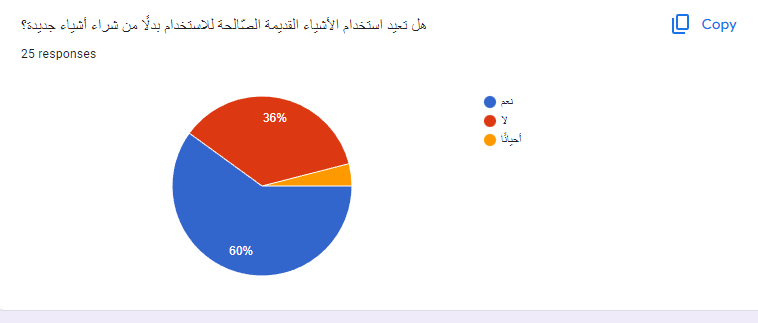 هل تعيد استخدام الأشياء القديمة الصّالحة للاستخدام بدلًا من شراء أشياء جديدة؟
Copy
25 responses
نعم
لا
أحيانًا
36%
60%